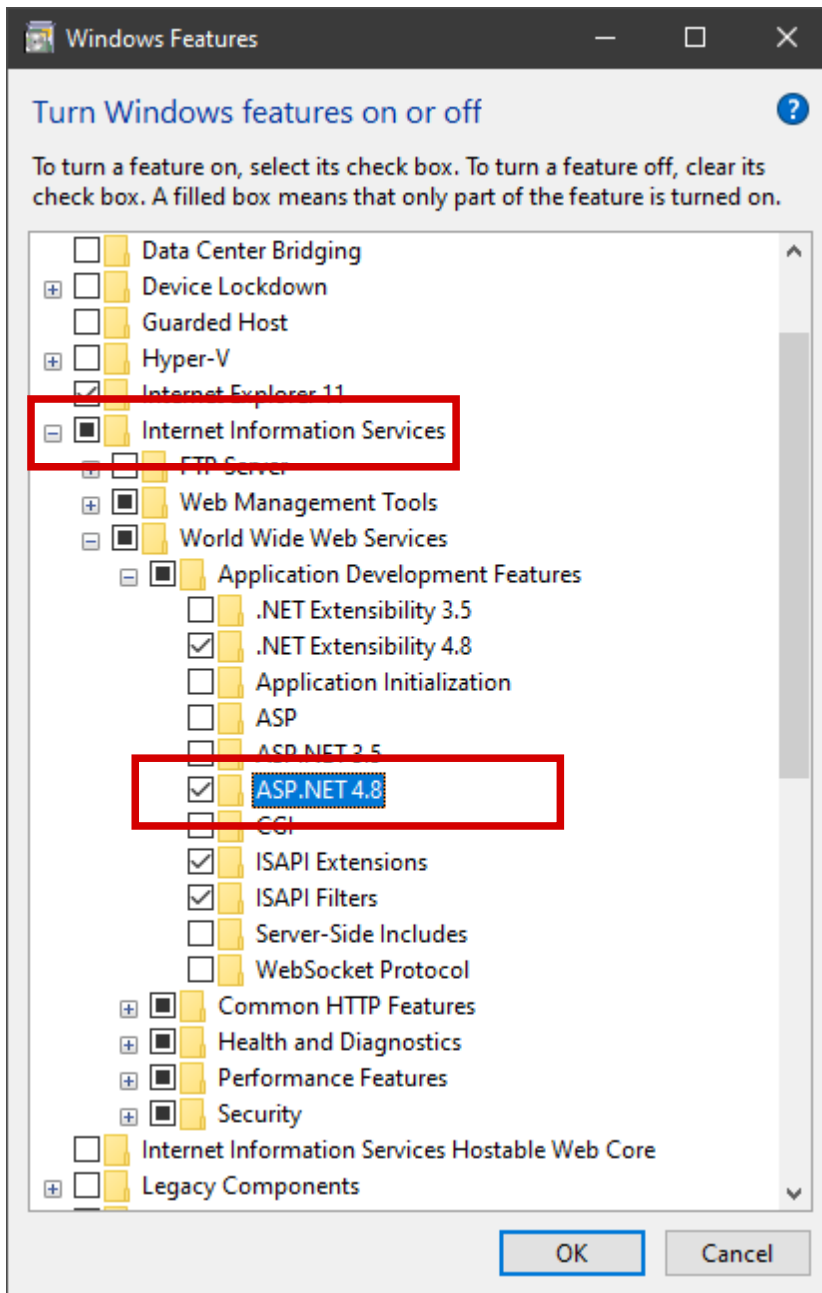 Windows Features
Turn Windows features on or off
To turn a feature on, select its check box. To turn a feature off, clear its
check box. A filled box means that only part of the feature is turned on.
Data Center Bridging
Device Lockdown
Guarded Host
Hyper-V
Internet Explorer 11
Internet Information Services
FTP Server
Web Management Tools
World Wide Web Services
Application Development Features
.NET Extensibility 3.5
.NET Extensibility 4.8
Application Initialization
ASP
ASP.NET 3.5
ASP.NET 4.8
CGI
ISAPI Extensions
ISAPI Filters
Server-Side Includes
WebSocket Protocol
Common HTTP Features
Health and Diagnostics
Performance Features
Security
Internet Information Services Hostable Web Core
Legacy Components
OK Cancel